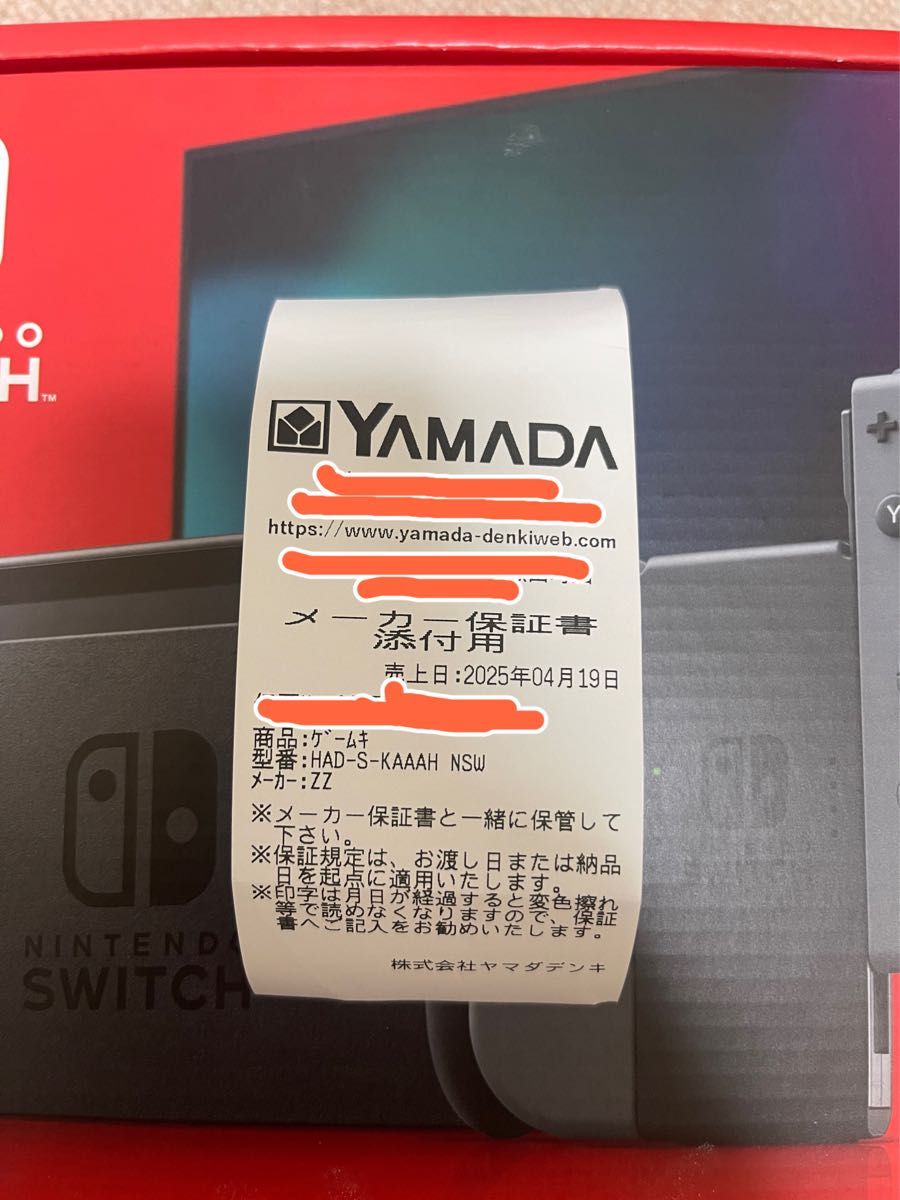 H™
YAMADA
https://www.yamada-denkiweb.com
メーカー保証書
添付用
売上日:2025年04月19日
商品:ｹﾞｰﾑｷ
型番:HAD-S-KAAAH NSW
ﾒｰｶｰ:ZZ
※メーカー保証書と一緒に保管して
下さい。
※保証規定は、お渡し日または納品
日を起点に適用いたします。
※印字は月日が経過すると変色擦れ
等で読めなくなりますので、保証
書へご記入をお勧めいたします。
株式会社ヤマダデンキ
NINTENDO
SWITCH
+
Y